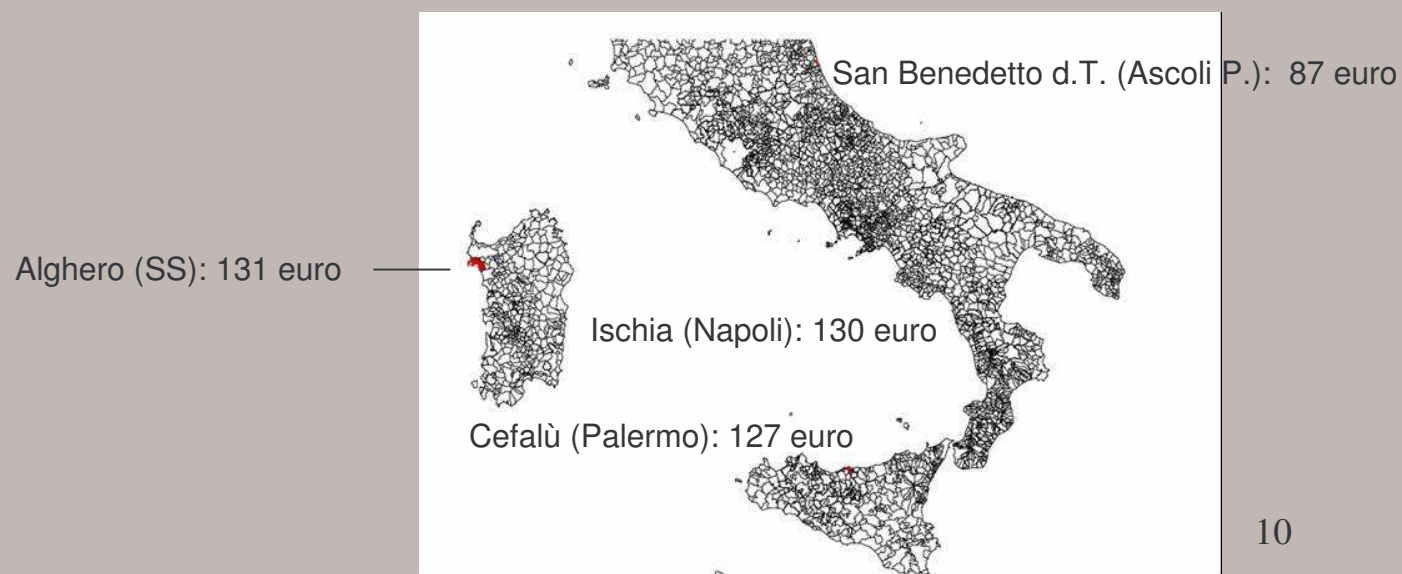 San Benedetto d.T. (Ascoli P.): 87 euro
Alghero (SS): 131 euro
Ischia (Napoli): 130 euro
Cefalù (Palermo): 127 euro
10